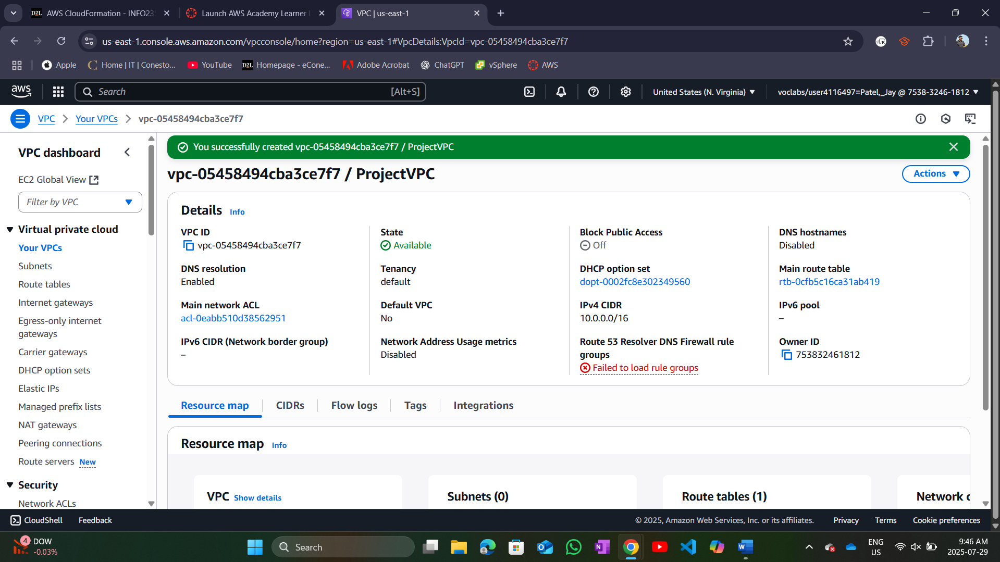 AWS CloudFormation - INFO23
Launch AWS Academy Learner
VPC | us-east-1
us-east-1.console.aws.amazon.com/vpcconsole/home?region=us-east-1#VpcDetails:VpcId=vpc-05458494cba3ce7f7
Apple
Home | IT | Conesto...
YouTube
D2L Homepage - eCone...
Adobe Acrobat
ChatGPT
vSphere
AWS
aws
Search
[Alt+S]
United States (N. Virginia)
voclabs/user4116497=Patel,_Jay @ 7538-3246-1812
VPC
Your VPCs
vpc-05458494cba3ce7f7
VPC dashboard
EC2 Global View
Filter by VPC
Virtual private cloud
Your VPCs
Subnets
Route tables
Internet gateways
Egress-only internet
gateways
Carrier gateways
DHCP option sets
Elastic IPs
Managed prefix lists
NAT gateways
Peering connections
Route servers New
Security
Network ACLs
You successfully created vpc-05458494cba3ce7f7 / ProjectVPC
vpc-05458494cba3ce7f7 / ProjectVPC
Actions
Details Info
VPC ID
vpc-05458494cba3ce7f7
State
Available
Block Public Access
Off
DNS hostnames
Disabled
DNS resolution
Enabled
Tenancy
default
DHCP option set
dopt-0002fc8e302349560
Main route table
rtb-0cfb5c16ca31ab419
Main network ACL
acl-0eabb510d38562951
Default VPC
No
IPv4 CIDR
10.0.0.0/16
IPv6 pool
–
IPv6 CIDR (Network border group)
–
Network Address Usage metrics
Disabled
Route 53 Resolver DNS Firewall rule
groups
Failed to load rule groups
Owner ID
753832461812
Resource map
CIDRs
Flow logs
Tags
Integrations
Resource map Info
VPC Show details
Subnets (0)
Route tables (1)
Network c
CloudShell
Feedback
© 2025, Amazon Web Services, Inc. or its affiliates.
Privacy
Terms
Cookie preferences
4
DOW
-0.03%
Search
ENG
US
9:46 AM
2025-07-29